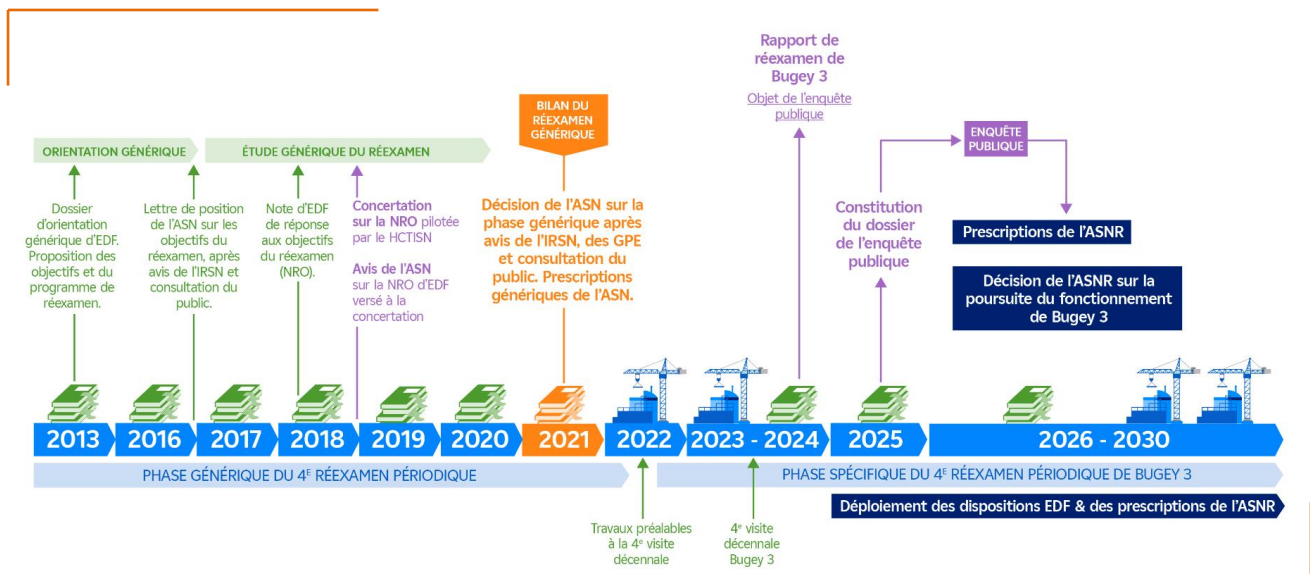 Rapport de
réexamen de
Bugey 3
Objet de l'enquête
publique
BILAN DU
RÉEXAMEN
GÉNÉRIQUE
ENQUÊTE
PUBLIQUE
ORIENTATION GÉNÉRIQUE
ÉTUDE GÉNÉRIQUE DU RÉEXAMEN
Dossier
d'orientation
générique d'EDF.
Proposition des
objectifs et du
programme de
réexamen.
Lettre de position
de l'ASN sur les
objectifs du
réexamen, après
avis de l'IRSN et
consultation du
public.
Note d'EDF
de réponse
aux objectifs
du réexamen
(NRO).
Concertation
sur la NRO pilotée
par le HCTISN
Avis de l'ASN
sur la NRO d'EDF
versé à la
concertation
Décision de l'ASN sur la
phase générique après
avis de l'IRSN, des GPE
et consultation du
public. Prescriptions
génériques de l'ASN.
Constitution
du dossier
de l'enquête
publique
Prescriptions de l'ASNR
Décision de l'ASNR sur la
poursuite du fonctionnement
de Bugey 3
2013
2016
2017
2018
2019
2020
2021
2022
2023 - 2024
2025
2026 - 2030
PHASE GÉNÉRIQUE DU 4E RÉEXAMEN PÉRIODIQUE
PHASE SPÉCIFIQUE DU 4E RÉEXAMEN PÉRIODIQUE DE BUGEY 3
Déploiement des dispositions EDF & des prescriptions de l'ASNR
Travaux préalables
à la 4e visite
décennale
4e visite
décennale
Bugey 3